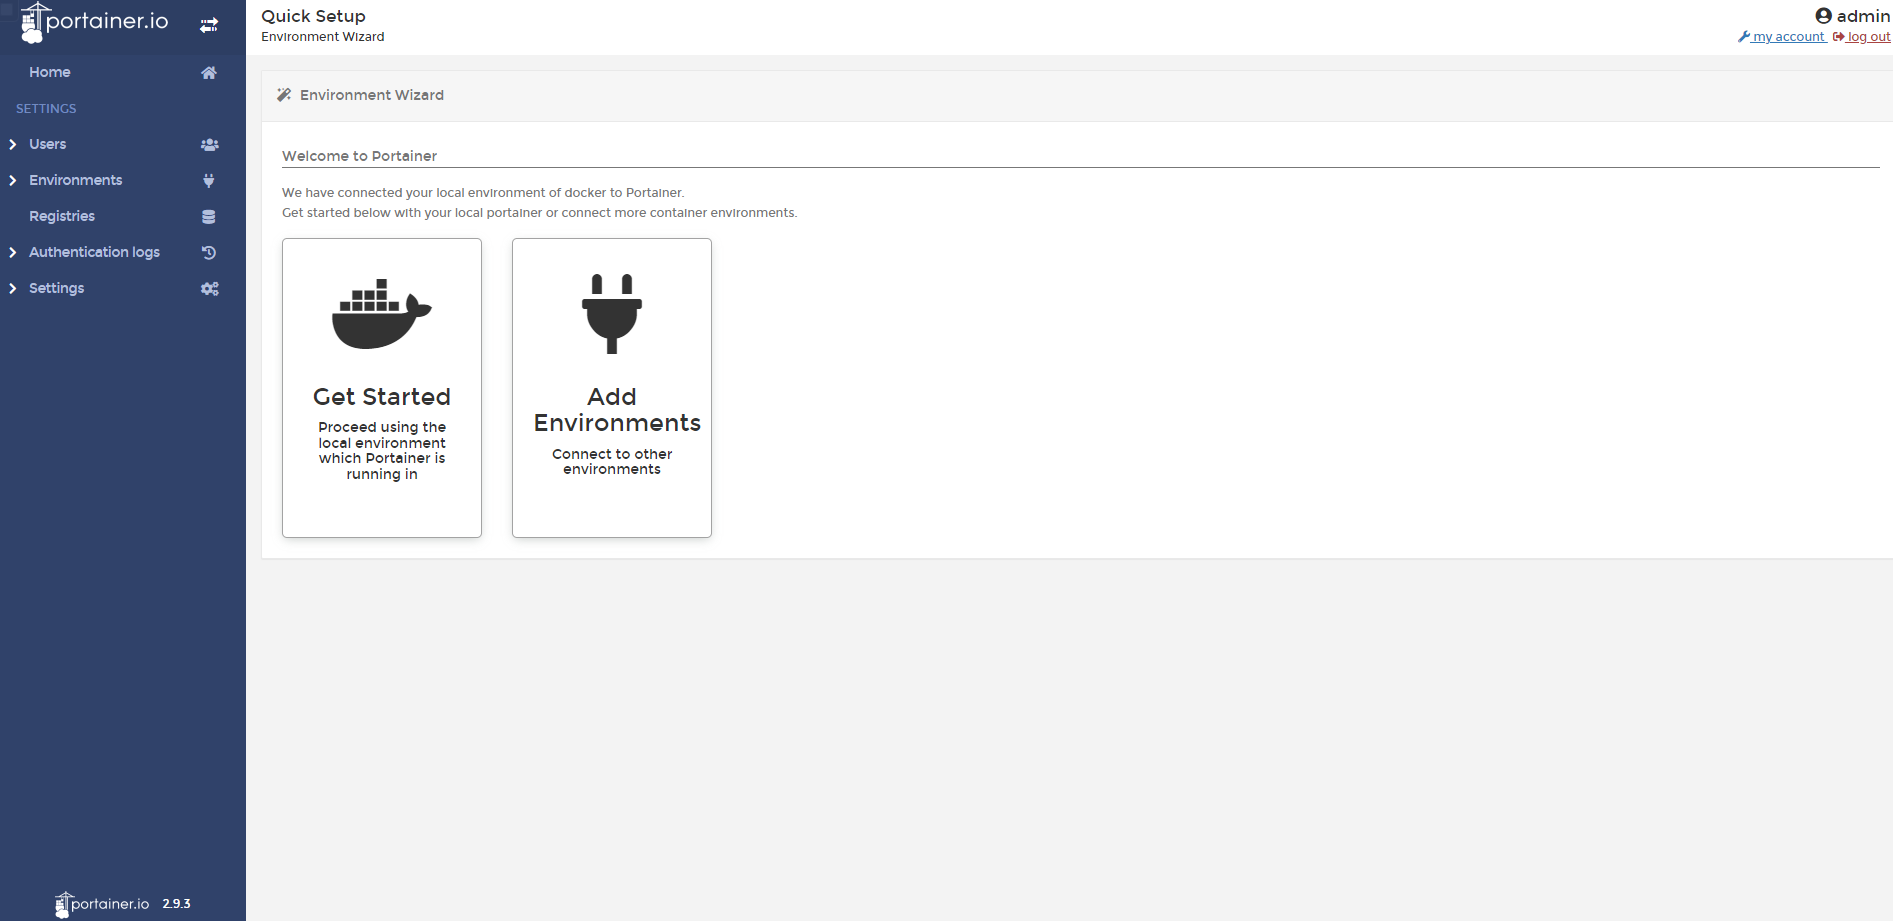 portainer.io
Home
SETTINGS
Users
Environments
Registries
Authentication logs
Settings
portainer.io 2.9.3
Quick Setup
Environment Wizard
admin
my account log out
Environment Wizard
Welcome to Portainer
We have connected your local environment of docker to Portainer.
Get started below with your local portainer or connect more container environments.
Get Started
Proceed using the
local environment
which Portainer is
running in
Add
Environments
Connect to other
environments